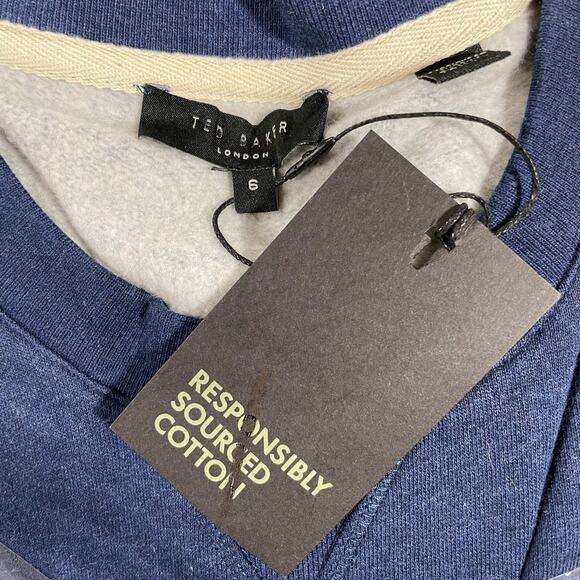 TED BAKER
LONDON
6
RESPONSIBLY
SOURCED
COTTON